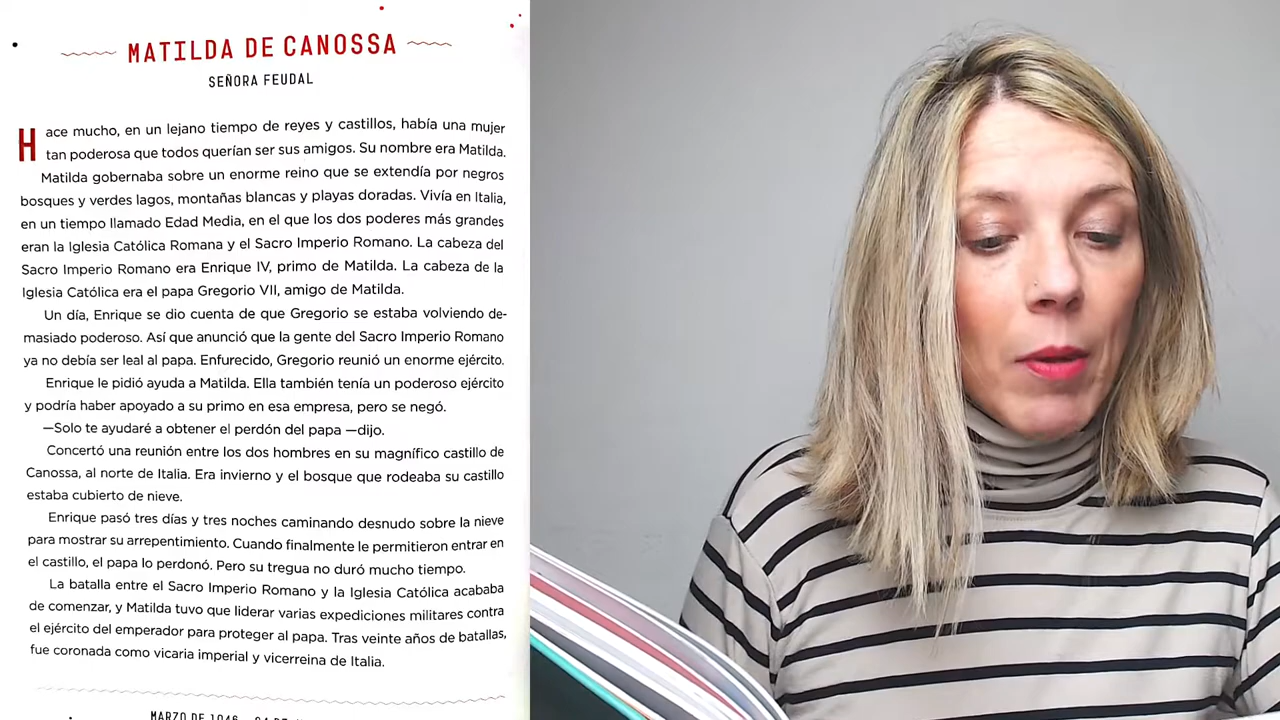 MATILDA DE CANOSSA
SEÑORA FEUDAL
Hace mucho, en un lejano tiempo de reyes y castillos, había una mujer
tan poderosa que todos querían ser sus amigos. Su nombre era Matilda.
Matilda gobernaba sobre un enorme reino que se extendía por negros
bosques y verdes lagos, montañas blancas y playas doradas. Vivía en Italia,
en un tiempo llamado Edad Media, en el que los dos poderes más grandes
eran la Iglesia Católica Romana y el Sacro Imperio Romano. La cabeza del
Sacro Imperio Romano era Enrique IV, primo de Matilda. La cabeza de la
Iglesia Católica era el papa Gregorio VII, amigo de Matilda.
Un día, Enrique se dio cuenta de que Gregorio se estaba volviendo de-
masiado poderoso. Así que anunció que la gente del Sacro Imperio Romano
ya no debía ser leal al papa. Enfurecido, Gregorio reunió un enorme ejército.
Enrique le pidió ayuda a Matilda. Ella también tenía un poderoso ejército
y podría haber apoyado a su primo en esa empresa, pero se negó.
—Solo te ayudaré a obtener el perdón del papa —dijo.
Concertó una reunión entre los dos hombres en su magnífico castillo de
Canossa, al norte de Italia. Era invierno y el bosque que rodeaba su castillo
estaba cubierto de nieve.
Enrique pasó tres días y tres noches caminando desnudo sobre la nieve
para mostrar su arrepentimiento. Cuando finalmente le permitieron entrar en
el castillo, el papa lo perdonó. Pero su tregua no duró mucho tiempo.
La batalla entre el Sacro Imperio Romano y la Iglesia Católica acababa
de comenzar, y Matilda tuvo que liderar varias expediciones militares contra
el ejército del emperador para proteger al papa. Tras veinte años de batallas,
fue coronada como vicaria imperial y vicerreina de Italia.
MARZO DE 1046